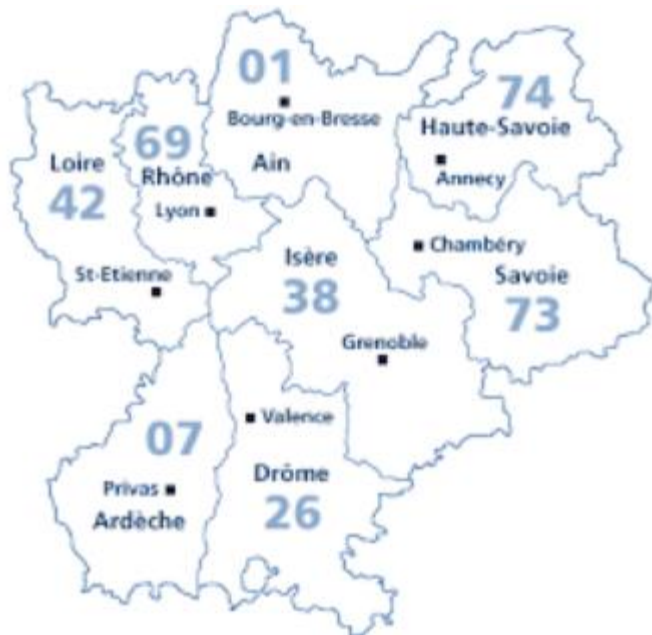 01
Bourg-en-Bresse
Ain
74
Haute-Savoie
Annecy
69
Rhône
Lyon
Loire
42
St-Etienne
Isère
38
Grenoble
Chambéry
Savoie
73
07
Privas
Ardèche
Valence
Drôme
26